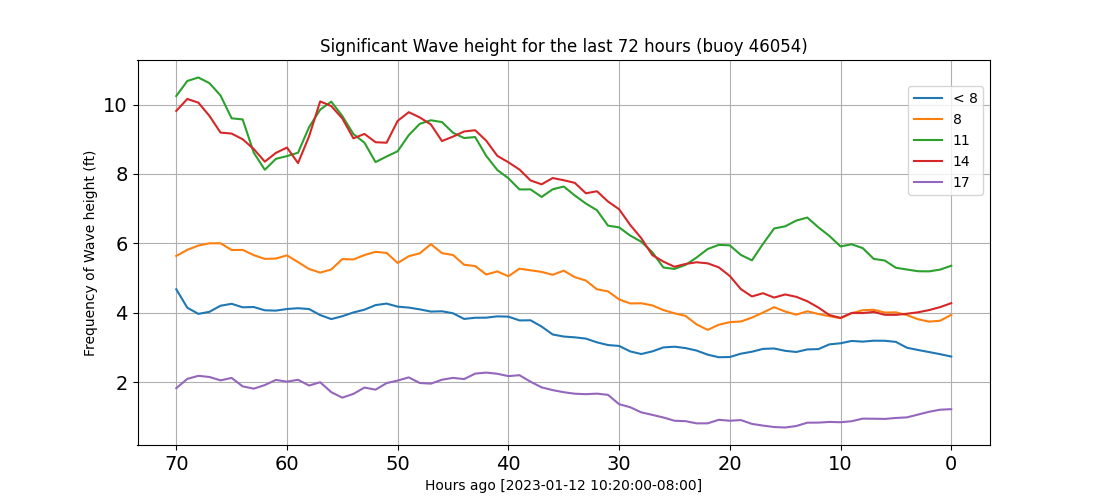 Significant Wave height for the last 72 hours (buoy 46054)
Frequency of Wave height (ft)
10
8
6
4
2
< 8
8
11
14
17
70 60 50 40 30 20 10 0
Hours ago [2023-01-12 10:20:00-08:00]